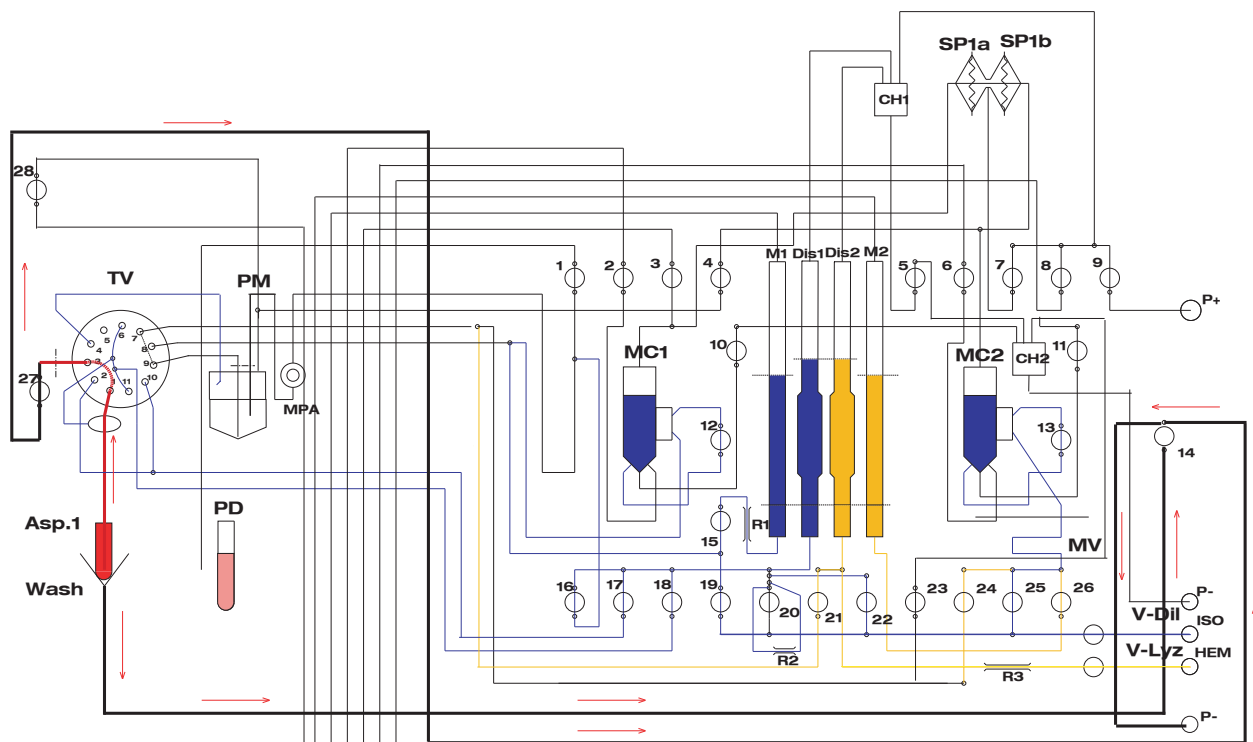 SP1a
SP1b
CH1
28
TV
PM
M1
Dis1
Dis2
M2
1
2
3
4
5
6
7
8
9
P+
5
6
7
4
8
3
9
2
1
11
10
27
MPA
MC1
10
MC2
CH2
11
12
13
14
Asp.1
PD
R1
15
MV
Wash
16
17
18
19
20
21
22
23
24
25
26
P-
V-Dil
ISO
R2
V-Lyz
HEM
R3
P-